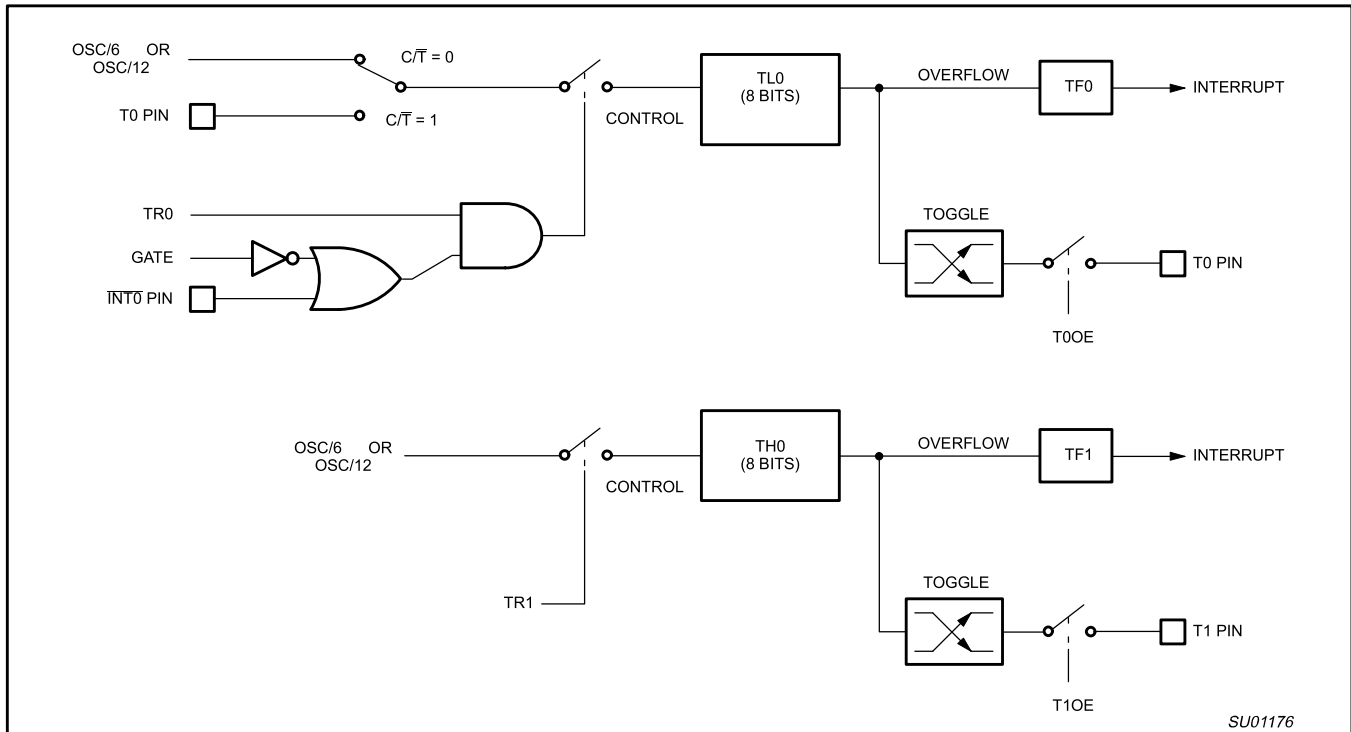 OSC/6 OR
OSC/12
C/T̅ = 0
T0 PIN
C/T̅ = 1
CONTROL
TL0
(8 BITS)
OVERFLOW
TF0
INTERRUPT
TR0
GATE
I̅N̅T̅0̅ PIN
TOGGLE
T0 PIN
T0OE
OSC/6 OR
OSC/12
CONTROL
TH0
(8 BITS)
OVERFLOW
TF1
INTERRUPT
TR1
TOGGLE
T1 PIN
T1OE
SU01176